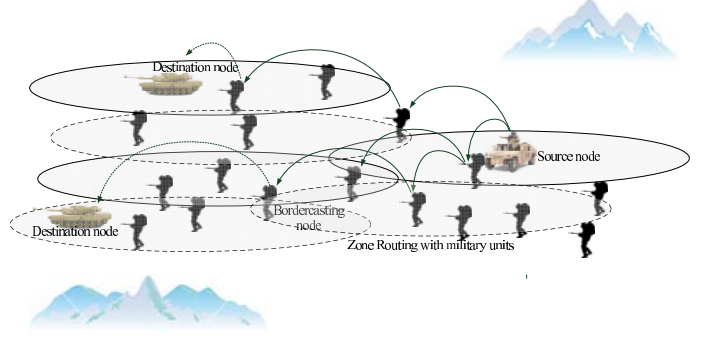 Destination node
Source node
Bordercasting
node
Destination node
Zone Routing with military units